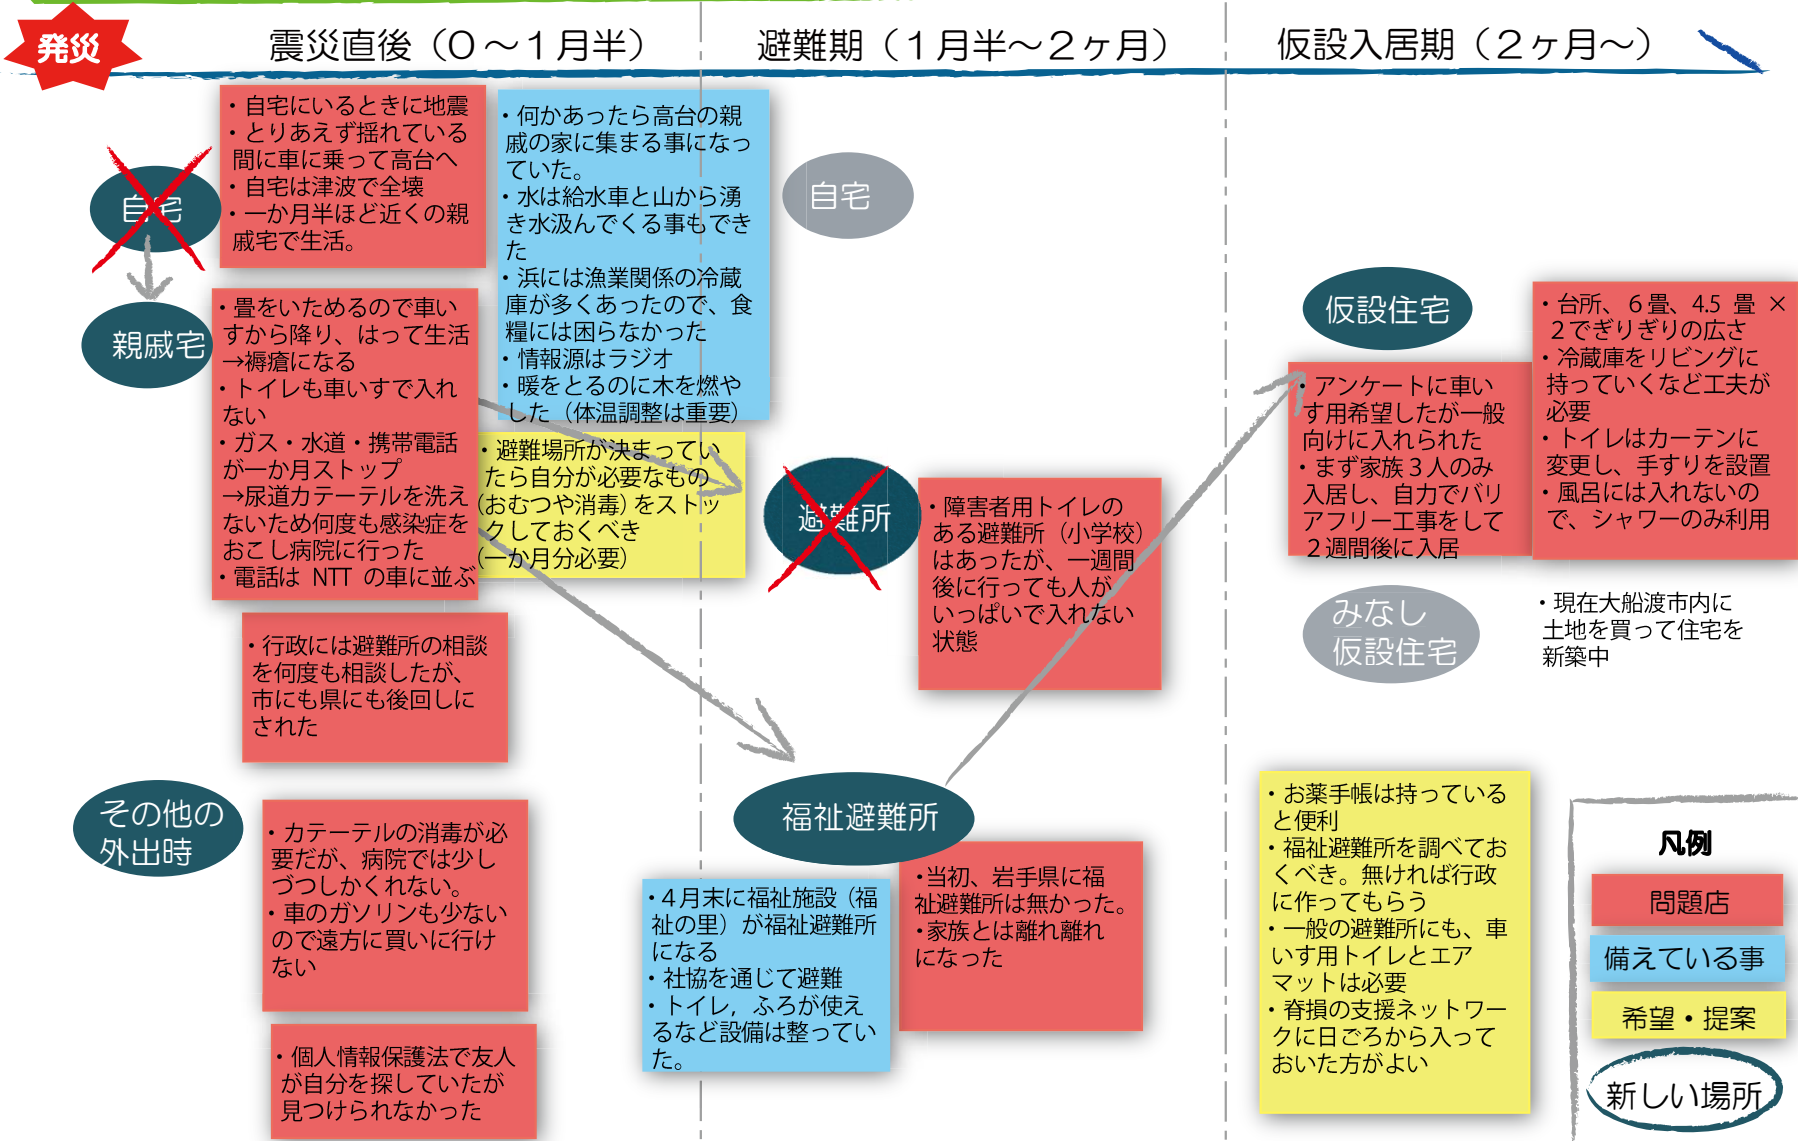 発災
震災直後（0～1月半）
避難期（1月半～2ヶ月）
仮設入居期（2ヶ月～）
自宅
・自宅にいるときに地震
・とりあえず揺れている
間に車に乗って高台へ
・自宅は津波で全壊
・一か月半ほど近くの親
戚宅で生活。
親戚宅
・畳をいためるので車い
すから降り、はって生活
→褥瘡になる
・トイレも車いすで入れ
ない
・ガス・水道・携帯電話
が一か月ストップ
→尿道カテーテルを洗え
ないため何度も感染症を
おこし病院に行った
・電話は NTT の車に並ぶ
・行政には避難所の相談
を何度も相談したが、
市にも県にも後回しに
された
その他の
外出時
・カテーテルの消毒が必
要だが、病院では少し
づつしかくれない。
・車のガソリンも少ない
ので遠方に買いに行け
ない
・個人情報保護法で友人
が自分を探していたが
見つけられなかった
・何かあったら高台の親
戚の家に集まる事になっ
ていた。
・水は給水車と山から湧
き水汲んでくる事もでき
た
・浜には漁業関係の冷蔵
庫が多くあったので、食
糧には困らなかった
・情報源はラジオ
・暖をとるのに木を燃や
した（体温調整は重要）
・避難場所が決まってい
たら自分が必要なもの
（おむつや消毒）をストッ
クしておくべき
（一か月分必要）
自宅
避難所
・障害者用トイレの
ある避難所（小学校）
はあったが、一週間
後に行っても人が
いっぱいで入れない
状態
福祉避難所
・４月末に福祉施設（福
祉の里）が福祉避難所
になる
・社協を通じて避難
・トイレ，ふろが使え
るなど設備は整ってい
た。
・当初、岩手県に福
祉避難所は無かった。
・家族とは離れ離れ
になった
仮設住宅
・アンケートに車い
す用希望したが一般
向けに入れられた
・まず家族３人のみ
入居し、自力でバリ
アフリー工事をして
２週間後に入居
・台所、６畳、4.5 畳 ×
２でぎりぎりの広さ
・冷蔵庫をリビングに
持っていくなど工夫が
必要
・トイレはカーテンに
変更し、手すりを設置
・風呂には入れないの
で、シャワーのみ利用
みなし
仮設住宅
・現在大船渡市内に
土地を買って住宅を
新築中
・お薬手帳は持っている
と便利
・福祉避難所を調べてお
くべき。無ければ行政
に作ってもらう
・一般の避難所にも、車
いす用トイレとエア
マットは必要
・脊損の支援ネットワー
クに日ごろから入って
おいた方がよい
凡例
問題店
備えている事
希望・提案
新しい場所